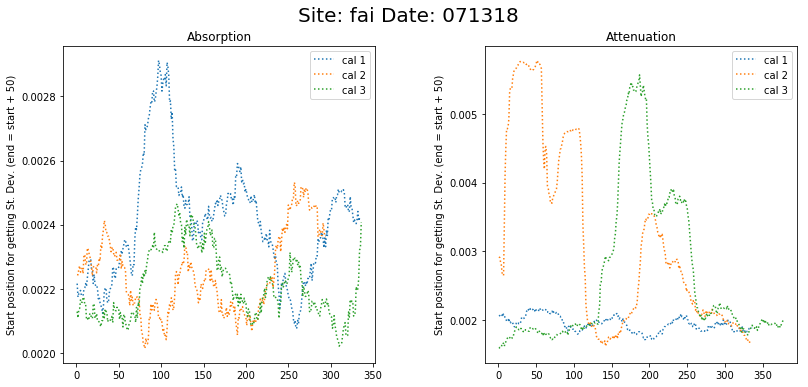 Site: fai Date: 071318
Absorption
Start position for getting St. Dev. (end = start + 50)
0.0028
0.0026
0.0024
0.0022
0.0020
0
50
100
150
200
250
300
350
cal 1
cal 2
cal 3
Attenuation
Start position for getting St. Dev. (end = start + 50)
0.005
0.004
0.003
0.002
0
50
100
150
200
250
300
350
cal 1
cal 2
cal 3